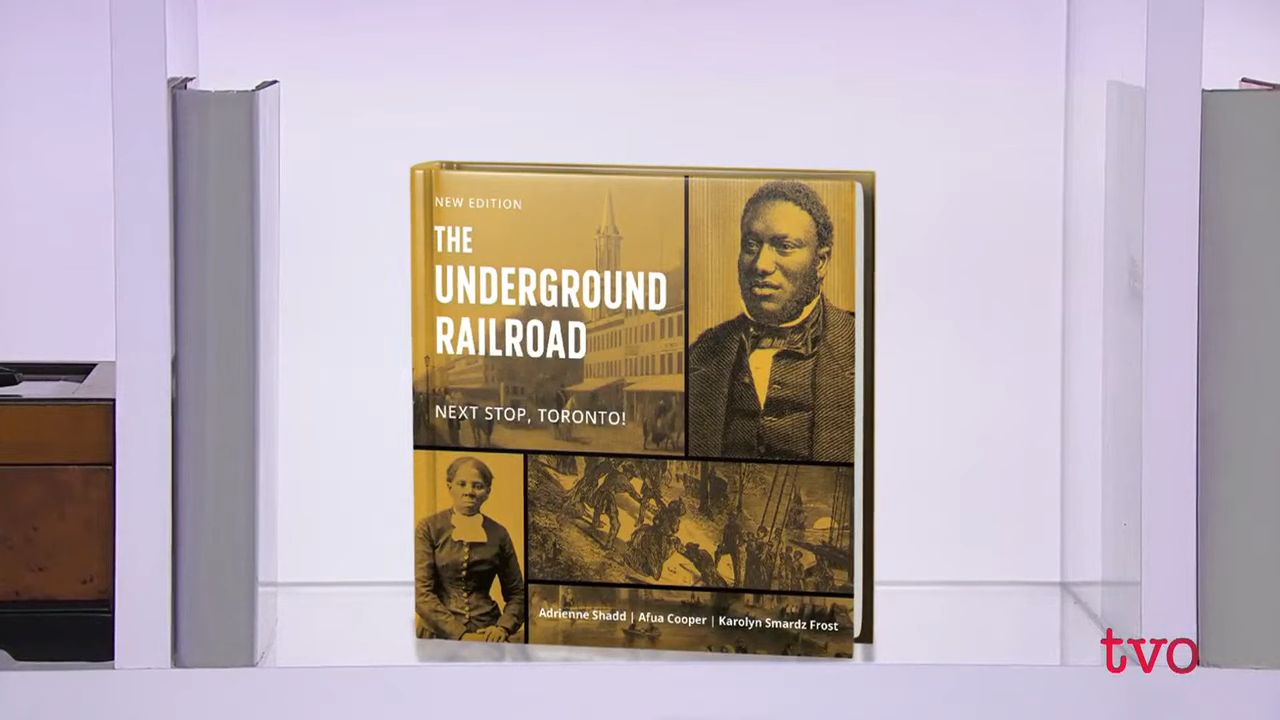 NEW EDITION
THE
UNDERGROUND
RAILROAD
NEXT STOP, TORONTO!
Adrienne Shadd | Afua Cooper | Karolyn Smardz Frost
tvo